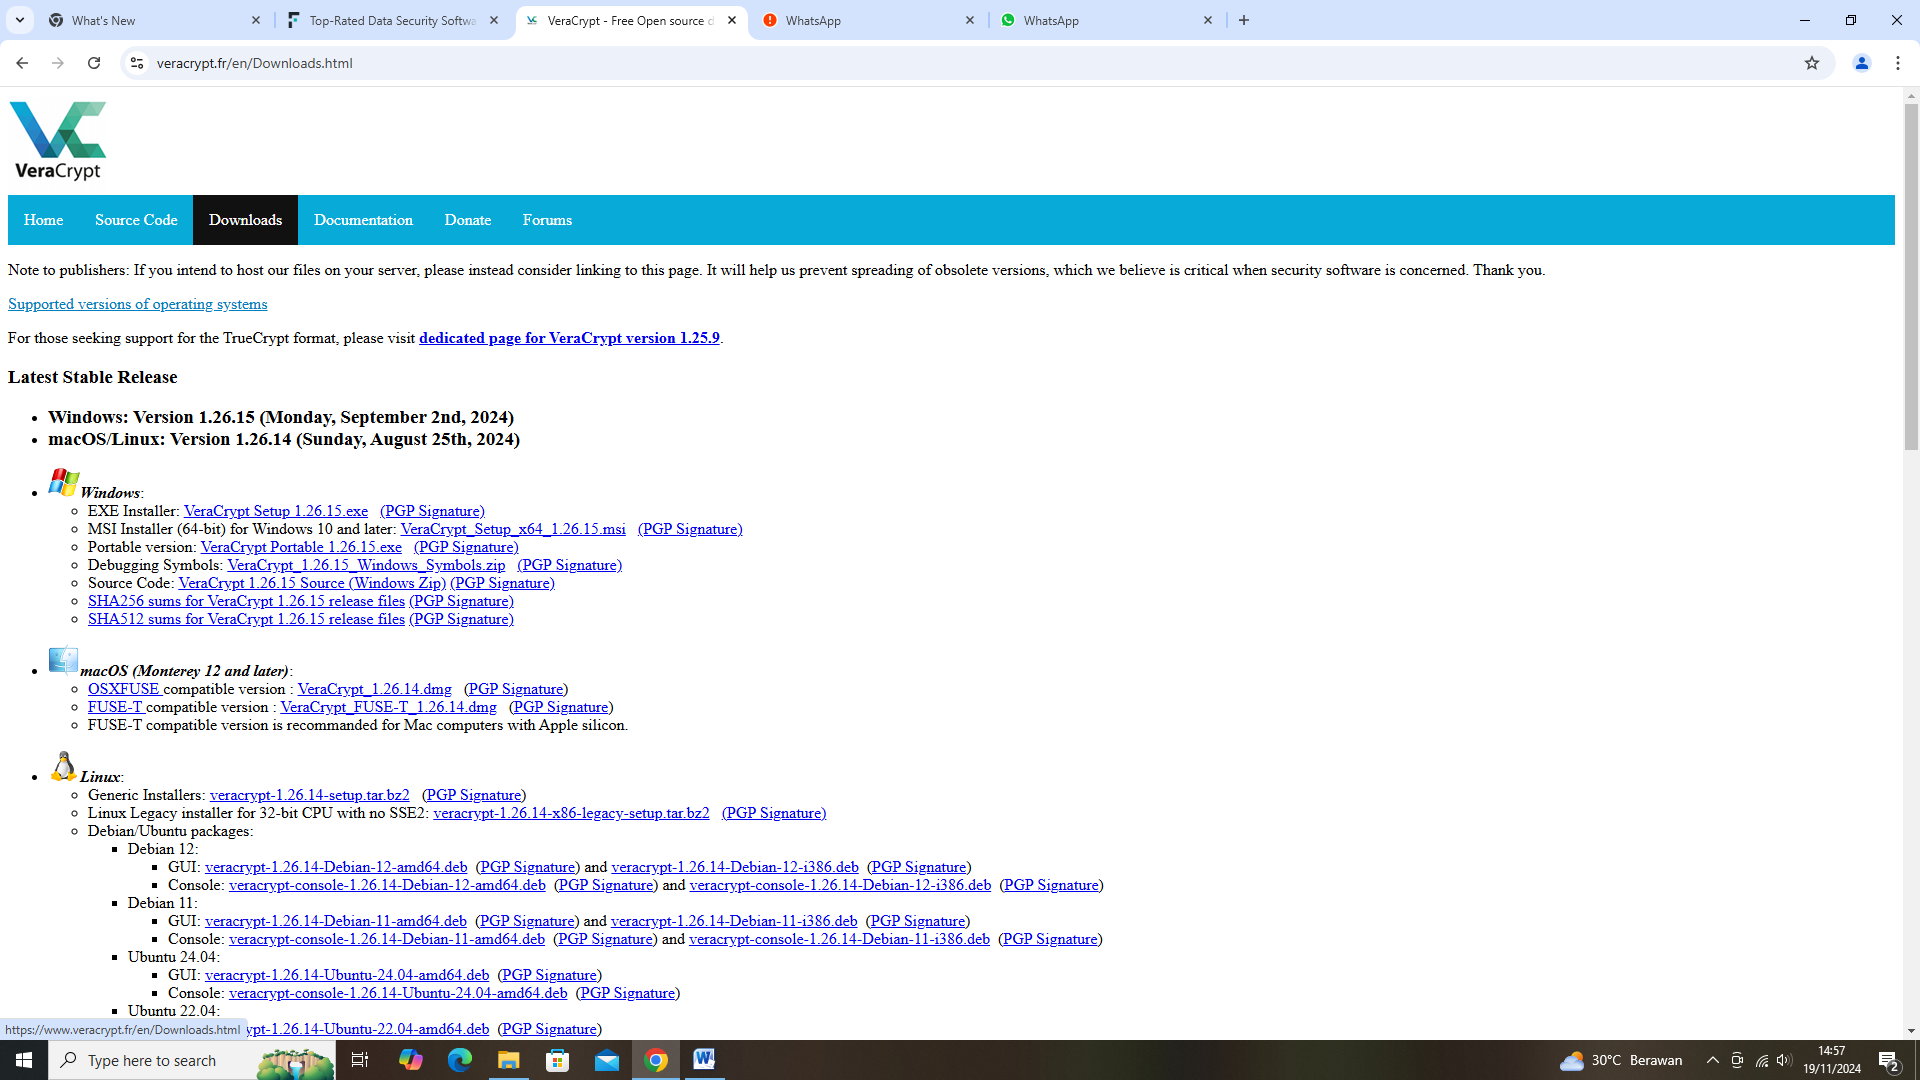 What's New
Top-Rated Data Security Softwa
VeraCrypt - Free Open source d
WhatsApp
WhatsApp
veracrypt.fr/en/Downloads.html
VeraCrypt
Home Source Code Downloads Documentation Donate Forums
Note to publishers: If you intend to host our files on your server, please instead consider linking to this page. It will help us prevent spreading of obsolete versions, which we believe is critical when security software is concerned. Thank you.
Supported versions of operating systems
For those seeking support for the TrueCrypt format, please visit dedicated page for VeraCrypt version 1.25.9.
Latest Stable Release
• Windows: Version 1.26.15 (Monday, September 2nd, 2024)
• macOS/Linux: Version 1.26.14 (Sunday, August 25th, 2024)
• Windows:
EXE Installer: VeraCrypt Setup 1.26.15.exe (PGP Signature)
MSI Installer (64-bit) for Windows 10 and later: VeraCrypt_Setup_x64_1.26.15.msi (PGP Signature)
Portable version: VeraCrypt Portable 1.26.15.exe (PGP Signature)
Debugging Symbols: VeraCrypt_1.26.15_Windows_Symbols.zip (PGP Signature)
Source Code: VeraCrypt 1.26.15 Source (Windows Zip) (PGP Signature)
SHA256 sums for VeraCrypt 1.26.15 release files (PGP Signature)
SHA512 sums for VeraCrypt 1.26.15 release files (PGP Signature)
• macOS (Monterey 12 and later):
OSXFUSE compatible version : VeraCrypt_1.26.14.dmg (PGP Signature)
FUSE-T compatible version : VeraCrypt_FUSE-T_1.26.14.dmg (PGP Signature)
FUSE-T compatible version is recommanded for Mac computers with Apple silicon.
• Linux:
Generic Installers: veracrypt-1.26.14-setup.tar.bz2 (PGP Signature)
Linux Legacy installer for 32-bit CPU with no SSE2: veracrypt-1.26.14-x86-legacy-setup.tar.bz2 (PGP Signature)
Debian/Ubuntu packages:
Debian 12:
GUI: veracrypt-1.26.14-Debian-12-amd64.deb (PGP Signature) and veracrypt-1.26.14-Debian-12-i386.deb (PGP Signature)
Console: veracrypt-console-1.26.14-Debian-12-amd64.deb (PGP Signature) and veracrypt-console-1.26.14-Debian-12-i386.deb (PGP Signature)
Debian 11:
GUI: veracrypt-1.26.14-Debian-11-amd64.deb (PGP Signature) and veracrypt-1.26.14-Debian-11-i386.deb (PGP Signature)
Console: veracrypt-console-1.26.14-Debian-11-amd64.deb (PGP Signature) and veracrypt-console-1.26.14-Debian-11-i386.deb (PGP Signature)
Ubuntu 24.04:
GUI: veracrypt-1.26.14-Ubuntu-24.04-amd64.deb (PGP Signature)
Console: veracrypt-console-1.26.14-Ubuntu-24.04-amd64.deb (PGP Signature)
Ubuntu 22.04:
ypt-1.26.14-Ubuntu-22.04-amd64.deb (PGP Signature)
https://www.veracrypt.fr/en/Downloads.html
Type here to search
30°C Berawan
14:57
19/11/2024
2